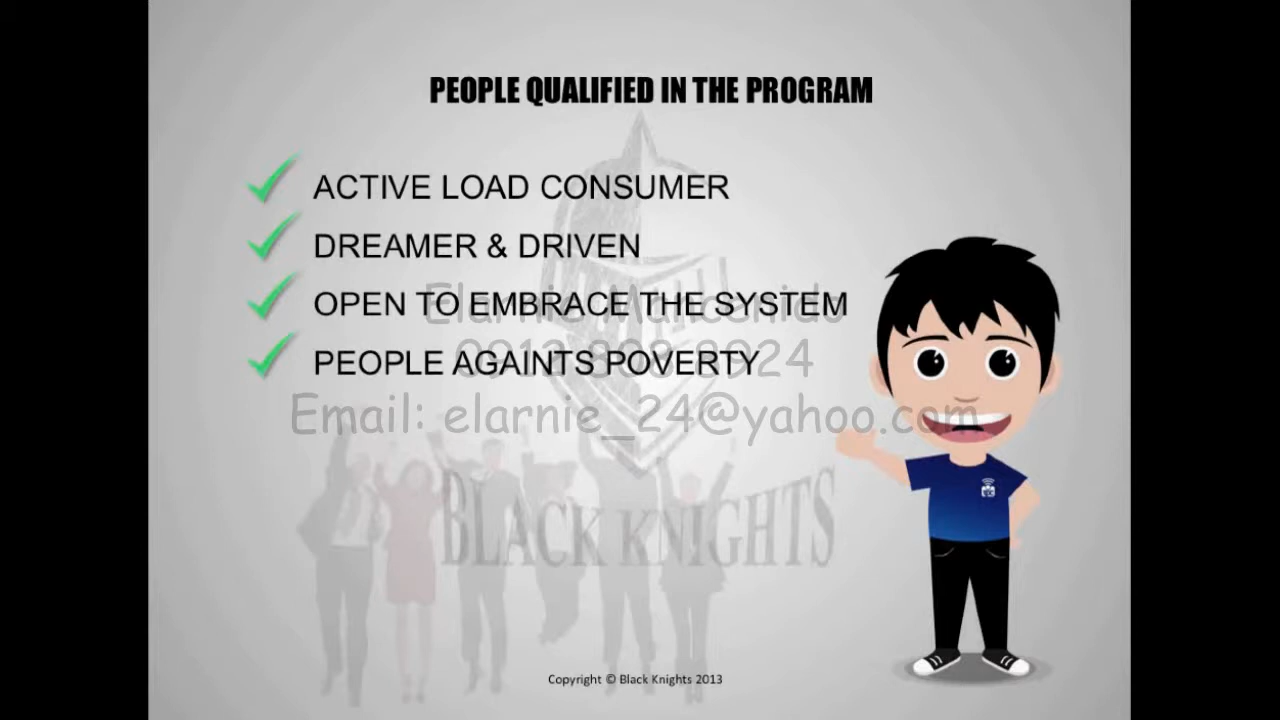 PEOPLE QUALIFIED IN THE PROGRAM
ACTIVE LOAD CONSUMER
DREAMER & DRIVEN
OPEN TO EMBRACE THE SYSTEM
PEOPLE AGAINTS POVERTY
Email: elarnie_24@yahoo.com
BLACK KNIGHTS
Copyright © Black Knights 2013